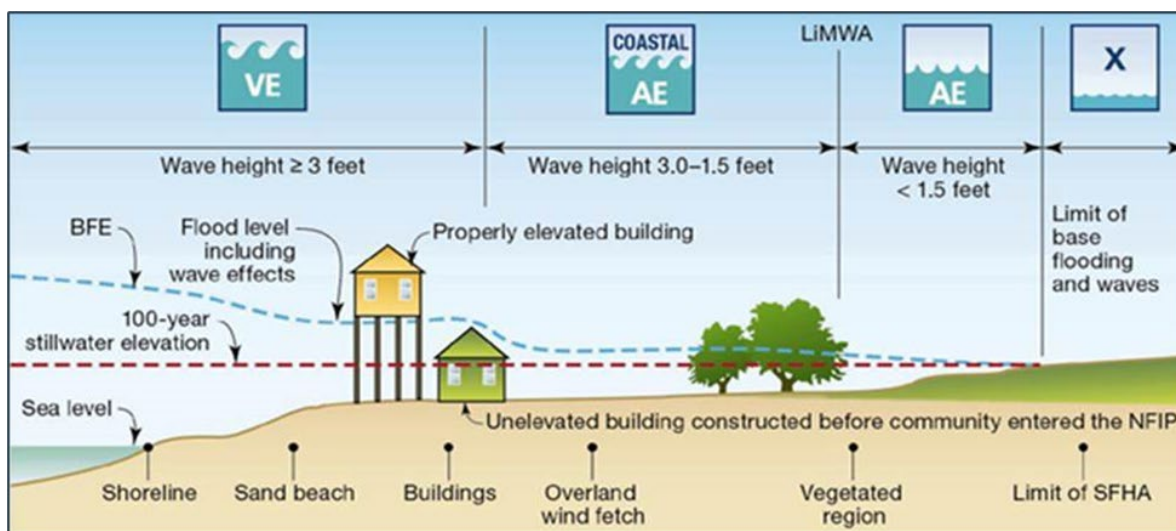 VE
COASTAL
AE
LiMWA
AE
X
Wave height ≥ 3 feet
Wave height 3.0–1.5 feet
Wave height
< 1.5 feet
BFE
Flood level
including
wave effects
Properly elevated building
Limit of
base
flooding
and waves
100-year
stillwater elevation
Sea level
Unelevated building constructed before community entered the NFIP
Shoreline
Sand beach
Buildings
Overland
wind fetch
Vegetated
region
Limit of SFHA